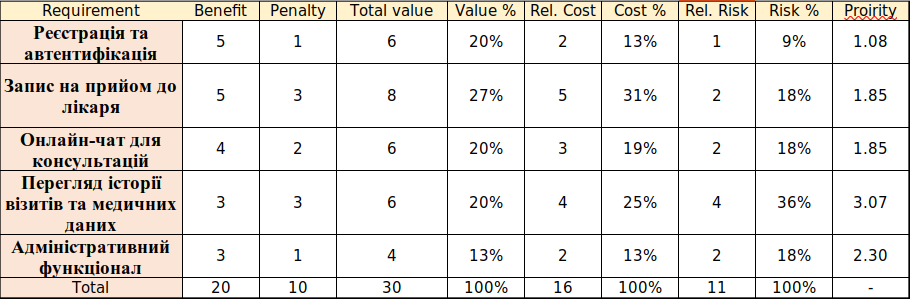 Requirement Benefit Penalty Total value Value % Rel. Cost Cost % Rel. Risk Risk % Proirity
Реєстрація та
автентифікація 5 1 6 20% 2 13% 1 9% 1.08
Запис на прийом до
лікаря 5 3 8 27% 5 31% 2 18% 1.85
Онлайн-чат для
консультацій 4 2 6 20% 3 19% 2 18% 1.85
Перегляд історії
візитів та медичних 3 3 6 20% 4 25% 4 36% 3.07
даних
Адміністративний
функціонал 3 1 4 13% 2 13% 2 18% 2.30
Total 20 10 30 100% 16 100% 11 100% -